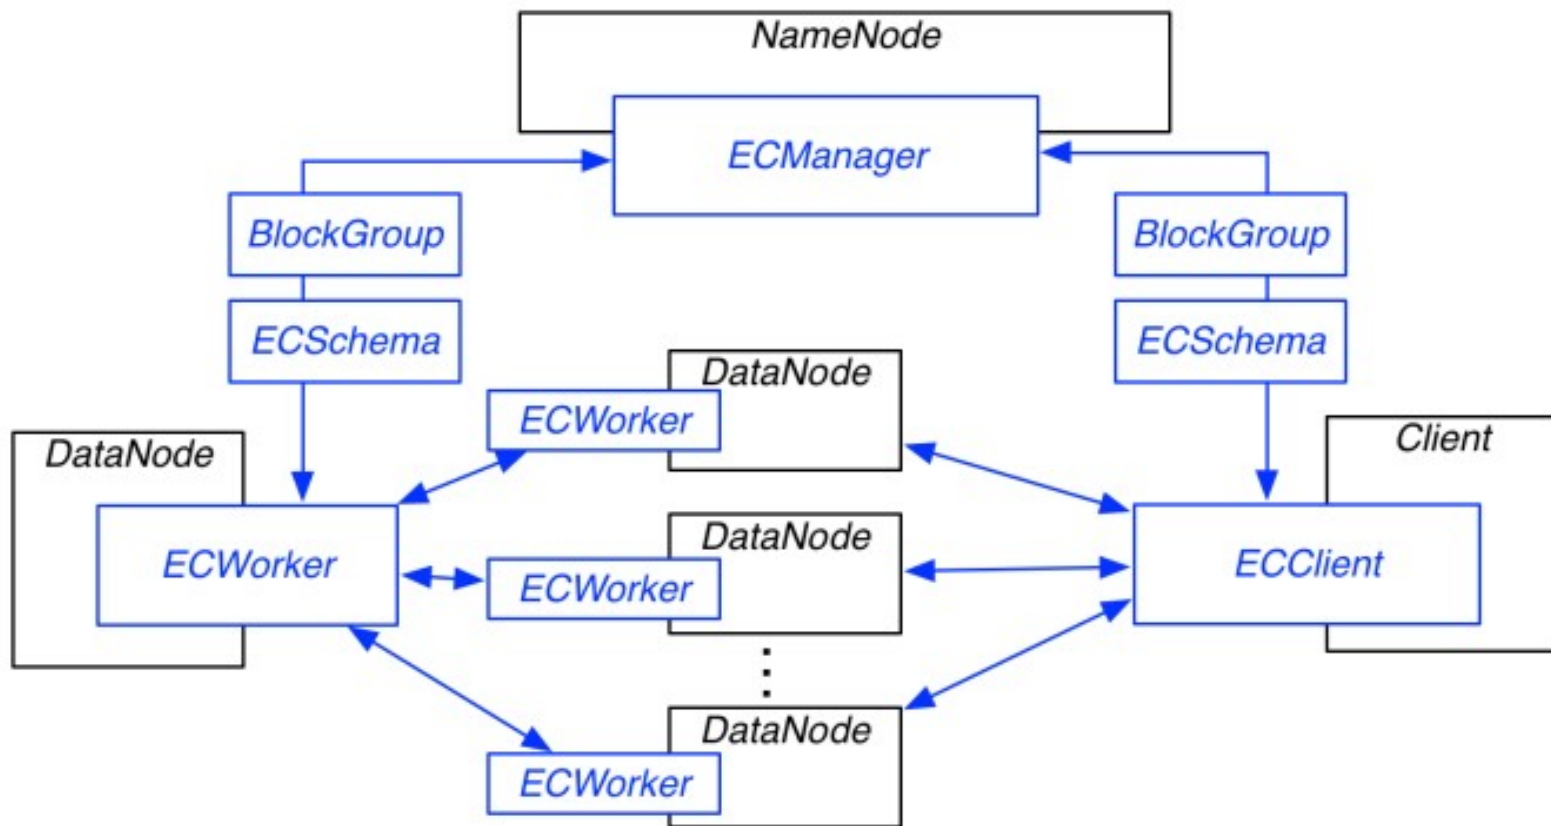 NameNode
ECManager
BlockGroup
BlockGroup
ECSchema
ECSchema
DataNode
ECWorker
DataNode
Client
ECWorker
DataNode
ECWorker
ECClient
ECWorker
DataNode
ECWorker